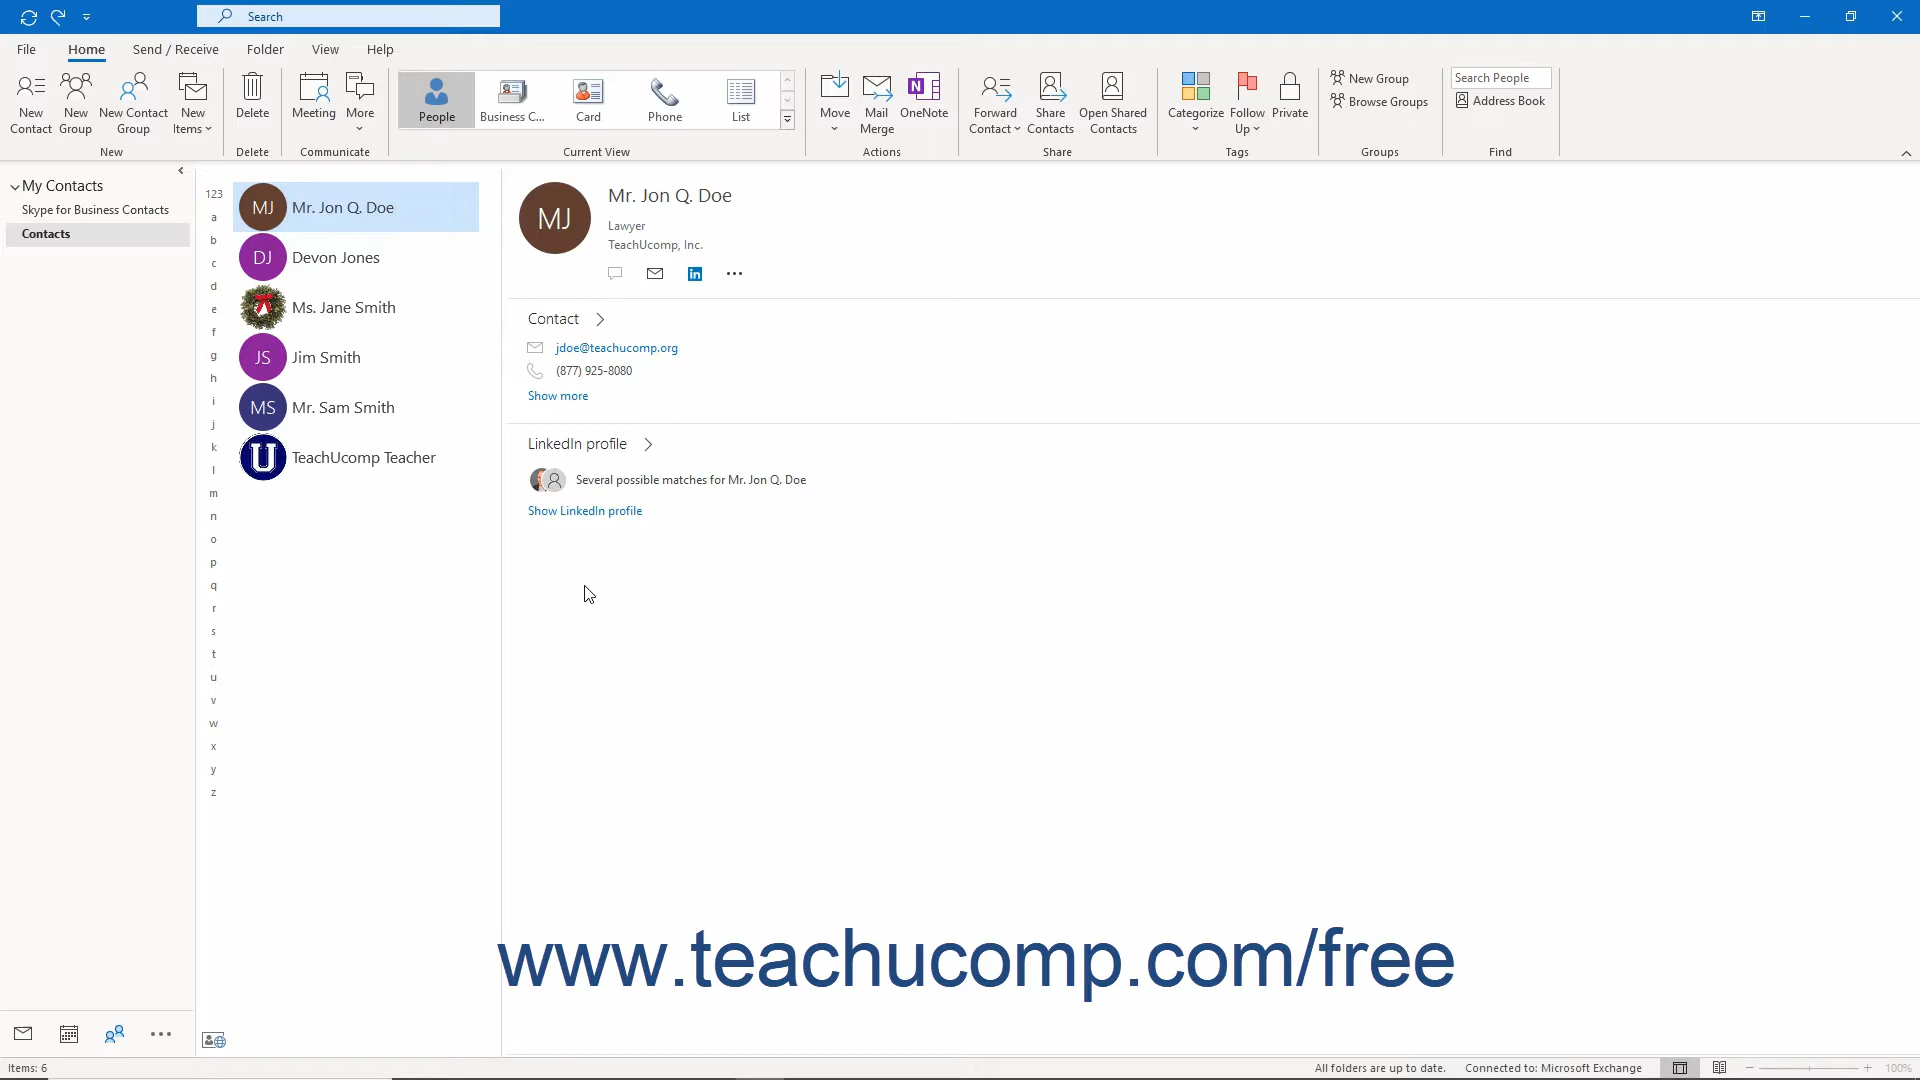 Search
File Home Send / Receive Folder View Help
New Contact
New Group
New Contact Group
New Items
New
Delete
Delete
Meeting
More
Communicate
People
Business C...
Card
Phone
List
Current View
Move
Mail Merge
OneNote
Actions
Forward Contact
Share Contacts
Open Shared Contacts
Share
Categorize
Follow Up
Private
Tags
New Group
Browse Groups
Groups
Search People
Address Book
Find
My Contacts
Skype for Business Contacts
Contacts
123
a
b
c
d
e
f
g
h
i
j
k
l
m
n
o
p
q
r
s
t
u
v
w
x
y
z
MJ Mr. Jon Q. Doe
DJ Devon Jones
Ms. Jane Smith
JS Jim Smith
MS Mr. Sam Smith
U TeachUcomp Teacher
MJ
Mr. Jon Q. Doe
Lawyer
TeachUcomp, Inc.
in
Contact
jdoe@teachucomp.org
(877) 925-8080
Show more
LinkedIn profile
Several possible matches for Mr. Jon Q. Doe
Show LinkedIn profile
www.teachucomp.com/free
Items: 6
All folders are up to date.
Connected to: Microsoft Exchange
100%